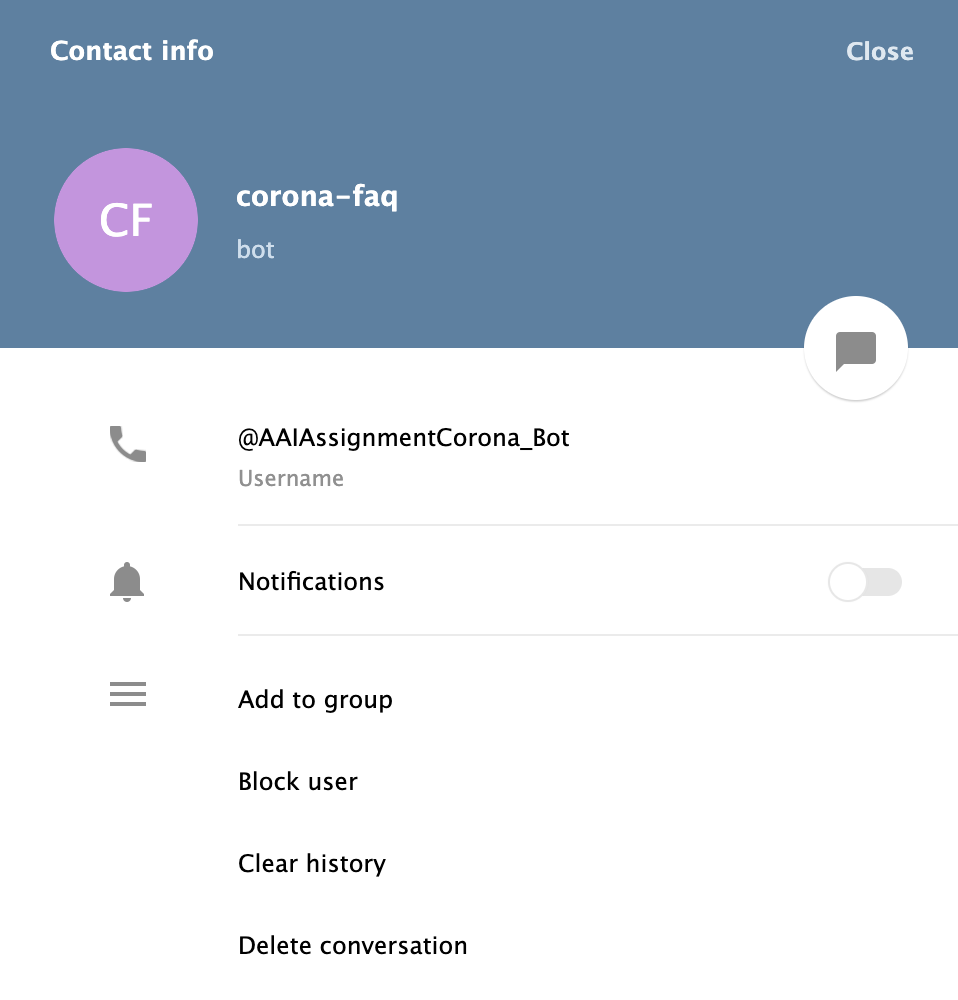 Contact info
Close
CF
corona-faq
bot
@AAIAssignmentCorona_Bot
Username
Notifications
Add to group
Block user
Clear history
Delete conversation